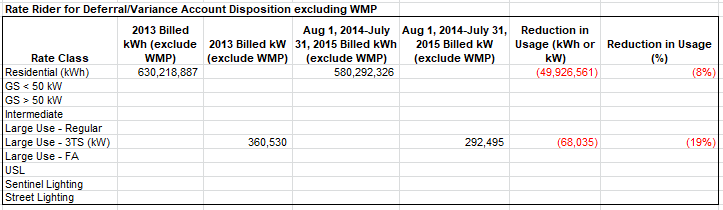 Rate Rider for Deferral/Variance Account Disposition excluding WMP
Rate Class 2013 Billed kWh (exclude WMP) 2013 Billed kW (exclude WMP) Aug 1, 2014-July 31, 2015 Billed kWh (exclude WMP) Aug 1, 2014-July 31, 2015 Billed kW (exclude WMP) Reduction in Usage (kWh or kW) Reduction in Usage (%)
Residential (kWh) 630,218,887 580,292,326 (49,926,561) (8%)
GS < 50 kW
GS > 50 kW
Intermediate
Large Use - Regular
Large Use - 3TS (kW) 360,530 292,495 (68,035) (19%)
Large Use - FA
USL
Sentinel Lighting
Street Lighting